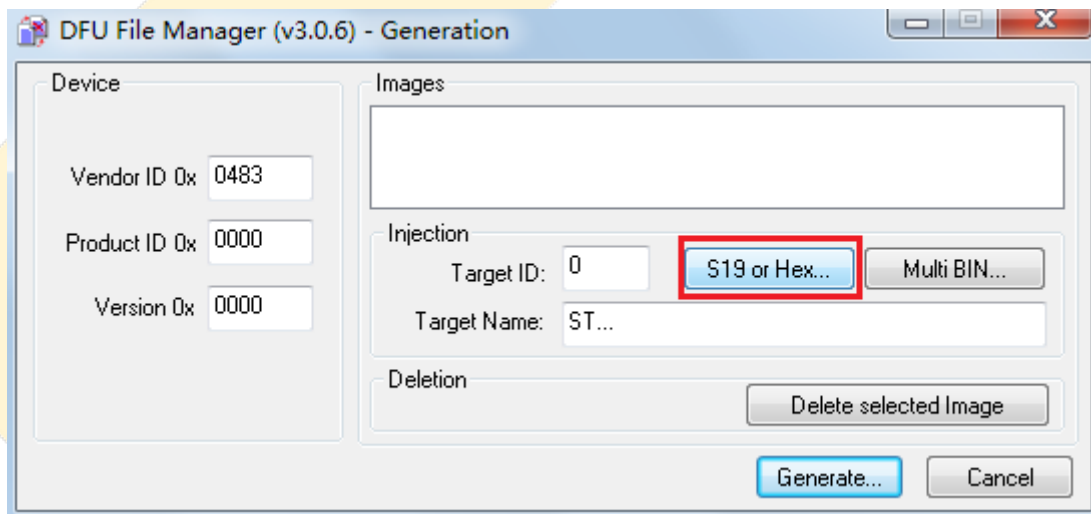 DFU File Manager (v3.0.6) - Generation
Device
Vendor ID 0x 0483
Product ID 0x 0000
Version 0x 0000
Images
Injection
Target ID: 0 S19 or Hex... Multi BIN...
Target Name: ST...
Deletion
Delete selected Image
Generate... Cancel